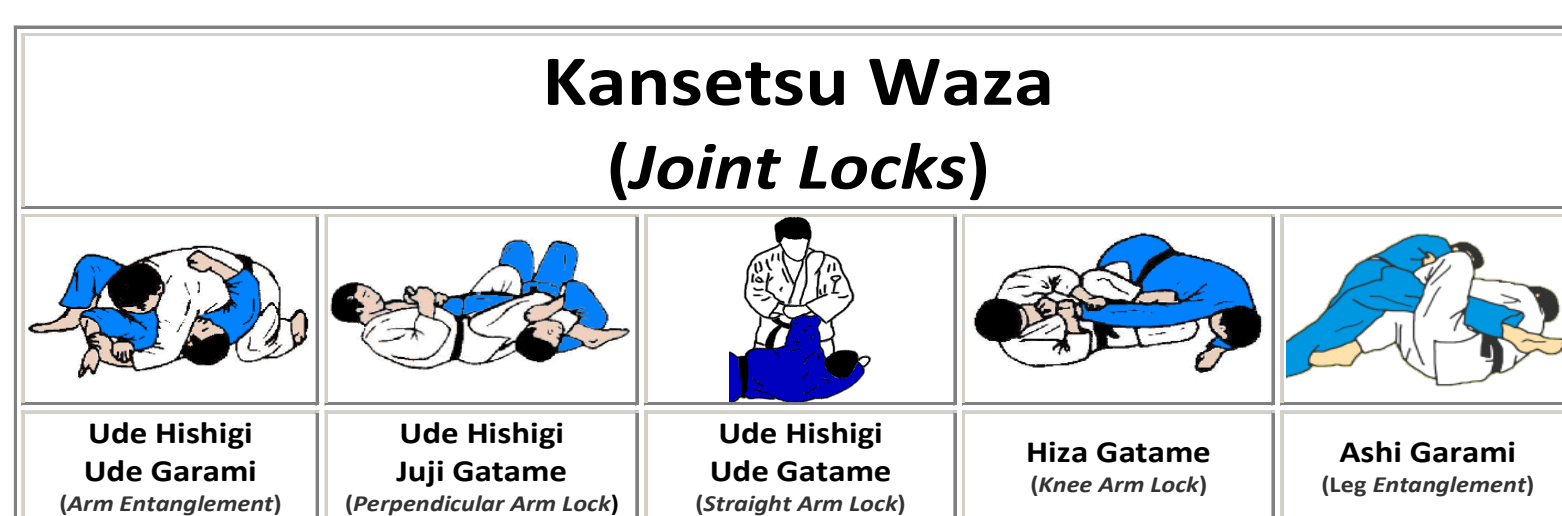 Kansetsu Waza
(Joint Locks)
Ude Hishigi
Ude Garami
(Arm Entanglement)
Ude Hishigi
Juji Gatame
(Perpendicular Arm Lock)
Ude Hishigi
Ude Gatame
(Straight Arm Lock)
Hiza Gatame
(Knee Arm Lock)
Ashi Garami
(Leg Entanglement)